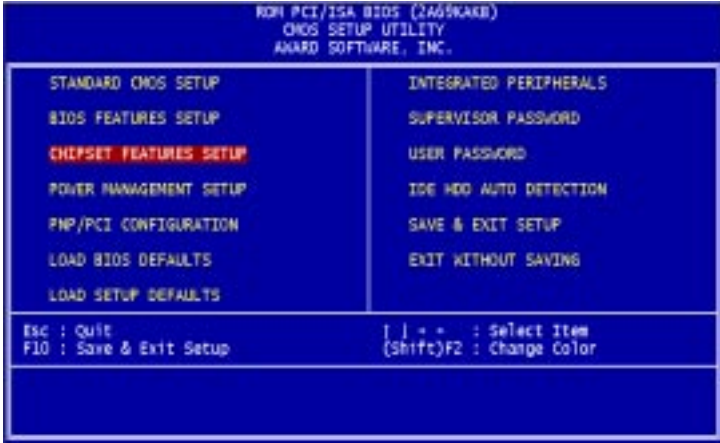 ROM PCI/ISA BIOS (2A69KAKB)
CMOS SETUP UTILITY
AWARD SOFTWARE, INC.
STANDARD CMOS SETUP
BIOS FEATURES SETUP
CHIPSET FEATURES SETUP
POWER MANAGEMENT SETUP
PNP/PCI CONFIGURATION
LOAD BIOS DEFAULTS
LOAD SETUP DEFAULTS
INTEGRATED PERIPHERALS
SUPERVISOR PASSWORD
USER PASSWORD
IDE HDD AUTO DETECTION
SAVE & EXIT SETUP
EXIT WITHOUT SAVING
Esc : Quit
F10 : Save & Exit Setup
: Select Item
(Shift)F2 : Change Color